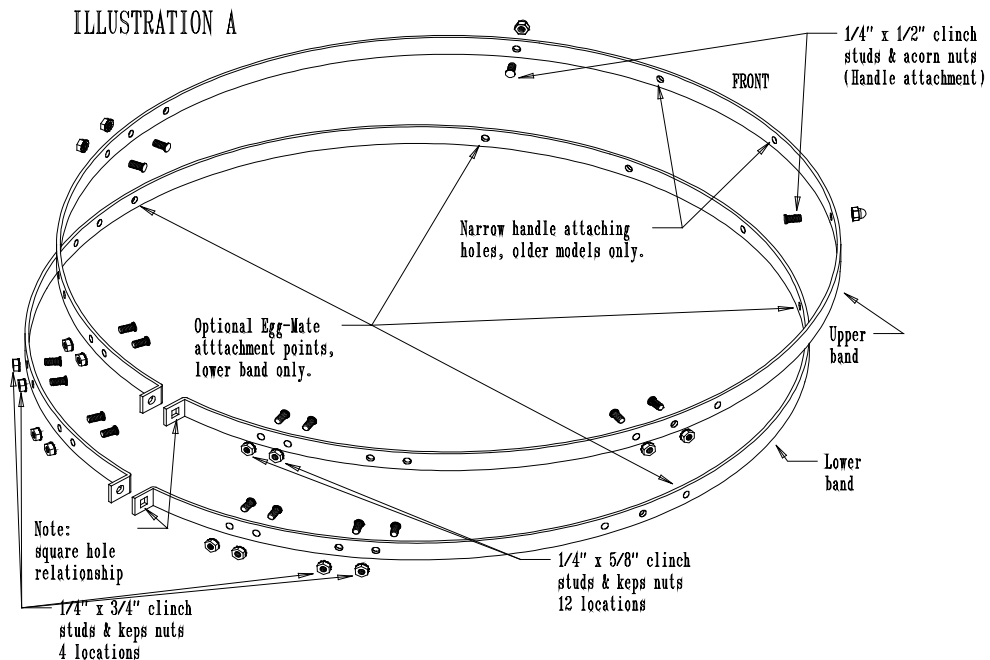 ILLUSTRATION A
1/4" x 1/2" clinch
studs & acorn nuts
(Handle attachment)
FRONT
Narrow handle attaching
holes, older models only.
Optional Egg-Mate
atttachment points,
lower band only.
Upper
band
Lower
band
Note:
square hole
relationship
1/4" x 5/8" clinch
studs & keps nuts
12 locations
1/4" x 3/4" clinch
studs & keps nuts
4 locations